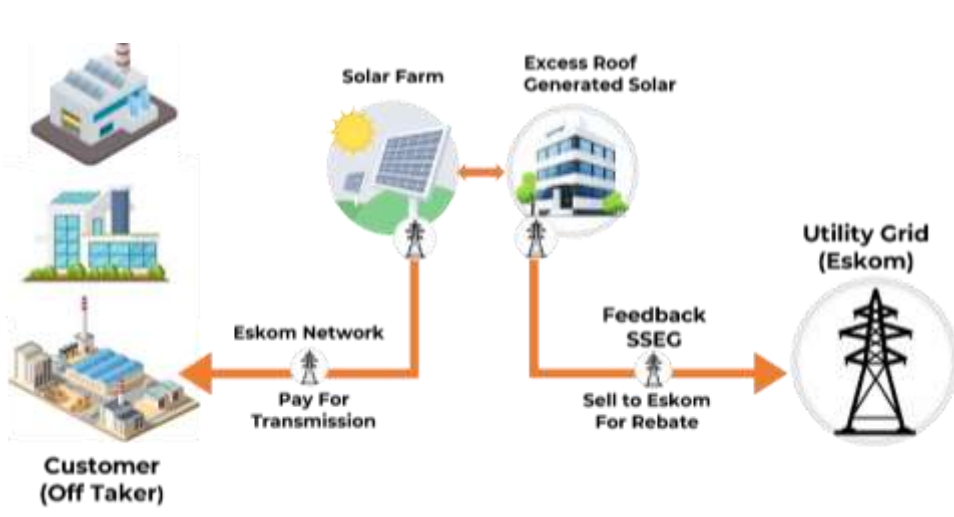 Solar Farm
Excess Roof
Generated Solar
Utility Grid
(Eskom)
Eskom Network
Pay For
Transmission
Feedback
SSEG
Sell to Eskom
For Rebate
Customer
(Off Taker)